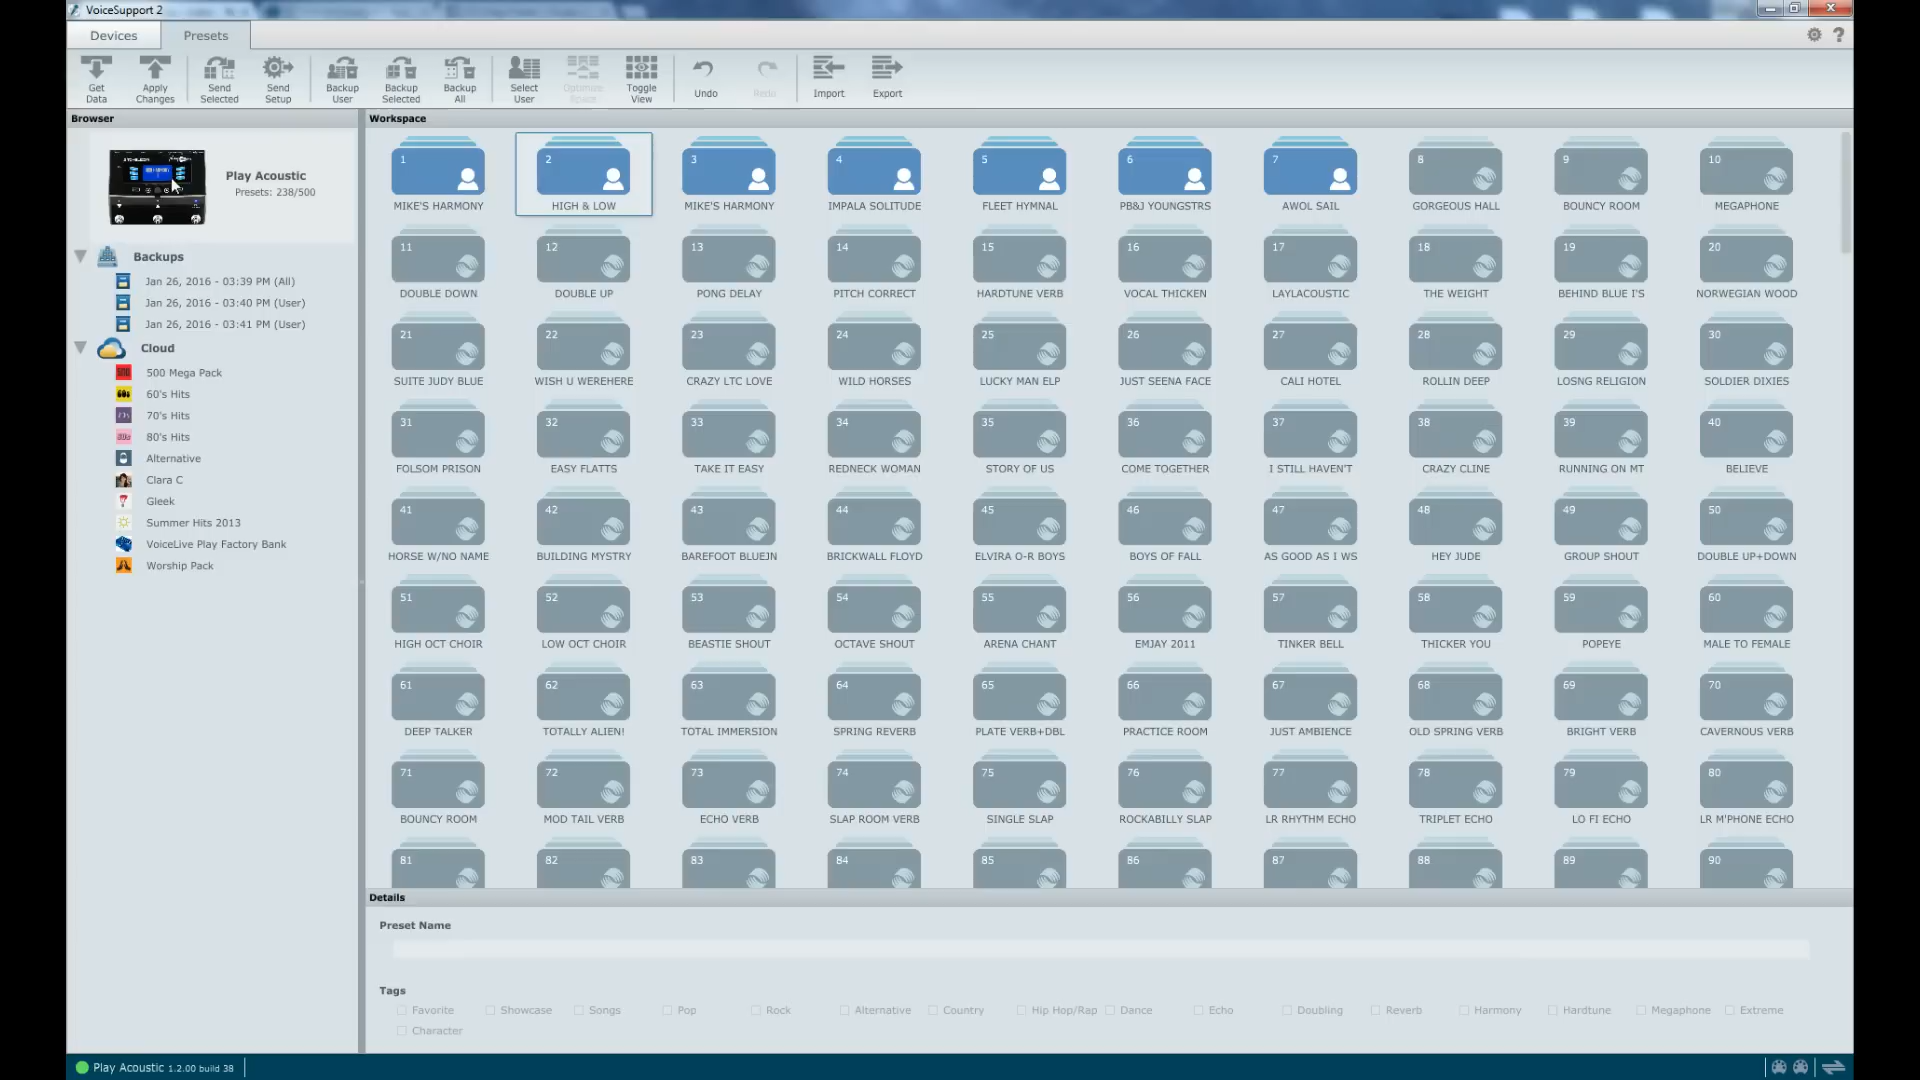 VoiceSupport 2
Devices Presets
Get Data Apply Changes Send Selected Send Setup Backup User Backup Selected Backup All Select User Optimize Space Toggle View Undo Redo Import Export
Browser
Play Acoustic
Presets: 238/500
Backups
Jan 26, 2016 - 03:39 PM (All)
Jan 26, 2016 - 03:40 PM (User)
Jan 26, 2016 - 03:41 PM (User)
Cloud
500 Mega Pack
60's Hits
70's Hits
80's Hits
Alternative
Clara C
Gleek
Summer Hits 2013
VoiceLive Play Factory Bank
Worship Pack
Workspace
1 2 3 4 5 6 7 8 9 10
MIKE'S HARMONY HIGH & LOW MIKE'S HARMONY IMPALA SOLITUDE FLEET HYMNAL PB&J YOUNGSTRS AWOL SAIL GORGEOUS HALL BOUNCY ROOM MEGAPHONE
11 12 13 14 15 16 17 18 19 20
DOUBLE DOWN DOUBLE UP PONG DELAY PITCH CORRECT HARDTUNE VERB VOCAL THICKEN LAYLACOUSTIC THE WEIGHT BEHIND BLUE I'S NORWEGIAN WOOD
21 22 23 24 25 26 27 28 29 30
SUITE JUDY BLUE WISH U WEREHERE CRAZY LTC LOVE WILD HORSES LUCKY MAN ELP JUST SEENA FACE CALI HOTEL ROLLIN DEEP LOSNG RELIGION SOLDIER DIXIES
31 32 33 34 35 36 37 38 39 40
FOLSOM PRISON EASY FLATTS TAKE IT EASY REDNECK WOMAN STORY OF US COME TOGETHER I STILL HAVEN'T CRAZY CLINE RUNNING ON MT BELIEVE
41 42 43 44 45 46 47 48 49 50
HORSE W/NO NAME BUILDING MYSTRY BAREFOOT BLUEJN BRICKWALL FLOYD ELVIRA O-R BOYS BOYS OF FALL AS GOOD AS I WS HEY JUDE GROUP SHOUT DOUBLE UP+DOWN
51 52 53 54 55 56 57 58 59 60
HIGH OCT CHOIR LOW OCT CHOIR BEASTIE SHOUT OCTAVE SHOUT ARENA CHANT EMJAY 2011 TINKER BELL THICKER YOU POPEYE MALE TO FEMALE
61 62 63 64 65 66 67 68 69 70
DEEP TALKER TOTALLY ALIEN! TOTAL IMMERSION SPRING REVERB PLATE VERB+DBL PRACTICE ROOM JUST AMBIENCE OLD SPRING VERB BRIGHT VERB CAVERNOUS VERB
71 72 73 74 75 76 77 78 79 80
BOUNCY ROOM MOD TAIL VERB ECHO VERB SLAP ROOM VERB SINGLE SLAP ROCKABILLY SLAP LR RHYTHM ECHO TRIPLET ECHO LO FI ECHO LR M'PHONE ECHO
81 82 83 84 85 86 87 88 89 90
Details
Preset Name
Tags
Favorite Showcase Songs Pop Rock Alternative Country Hip Hop/Rap Dance Echo Doubling Reverb Harmony Hardtune Megaphone Extreme
Character
Play Acoustic 1.2.00 build 38